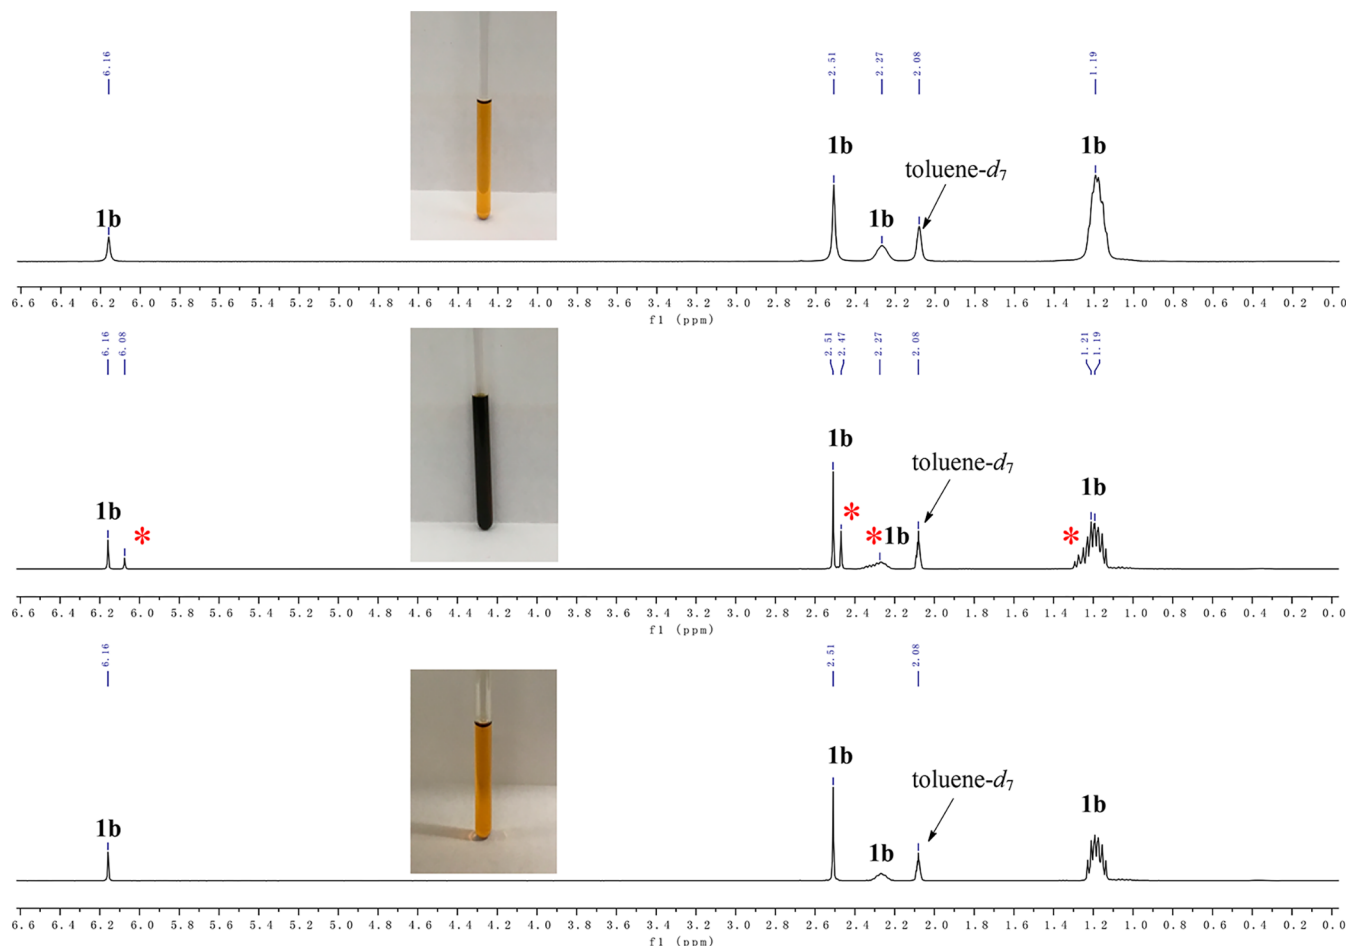 6.16 2.51 2.27 2.08 1.19
1b 1b 1b toluene-d₇ 1b
6.6 6.4 6.2 6.0 5.8 5.6 5.4 5.2 5.0 4.8 4.6 4.4 4.2 4.0 3.8 3.6 3.4 3.2 3.0 2.8 2.6 2.4 2.2 2.0 1.8 1.6 1.4 1.2 1.0 0.8 0.6 0.4 0.2 0.0
f1 (ppm)
6.16 6.08 2.51 2.47 2.27 2.08 1.21 1.19
1b * 1b * * 1b toluene-d₇ * 1b
6.6 6.4 6.2 6.0 5.8 5.6 5.4 5.2 5.0 4.8 4.6 4.4 4.2 4.0 3.8 3.6 3.4 3.2 3.0 2.8 2.6 2.4 2.2 2.0 1.8 1.6 1.4 1.2 1.0 0.8 0.6 0.4 0.2 0.0
f1 (ppm)
6.16 2.51 2.08
1b 1b 1b toluene-d₇ 1b
6.6 6.4 6.2 6.0 5.8 5.6 5.4 5.2 5.0 4.8 4.6 4.4 4.2 4.0 3.8 3.6 3.4 3.2 3.0 2.8 2.6 2.4 2.2 2.0 1.8 1.6 1.4 1.2 1.0 0.8 0.6 0.4 0.2 0.0
f1 (ppm)